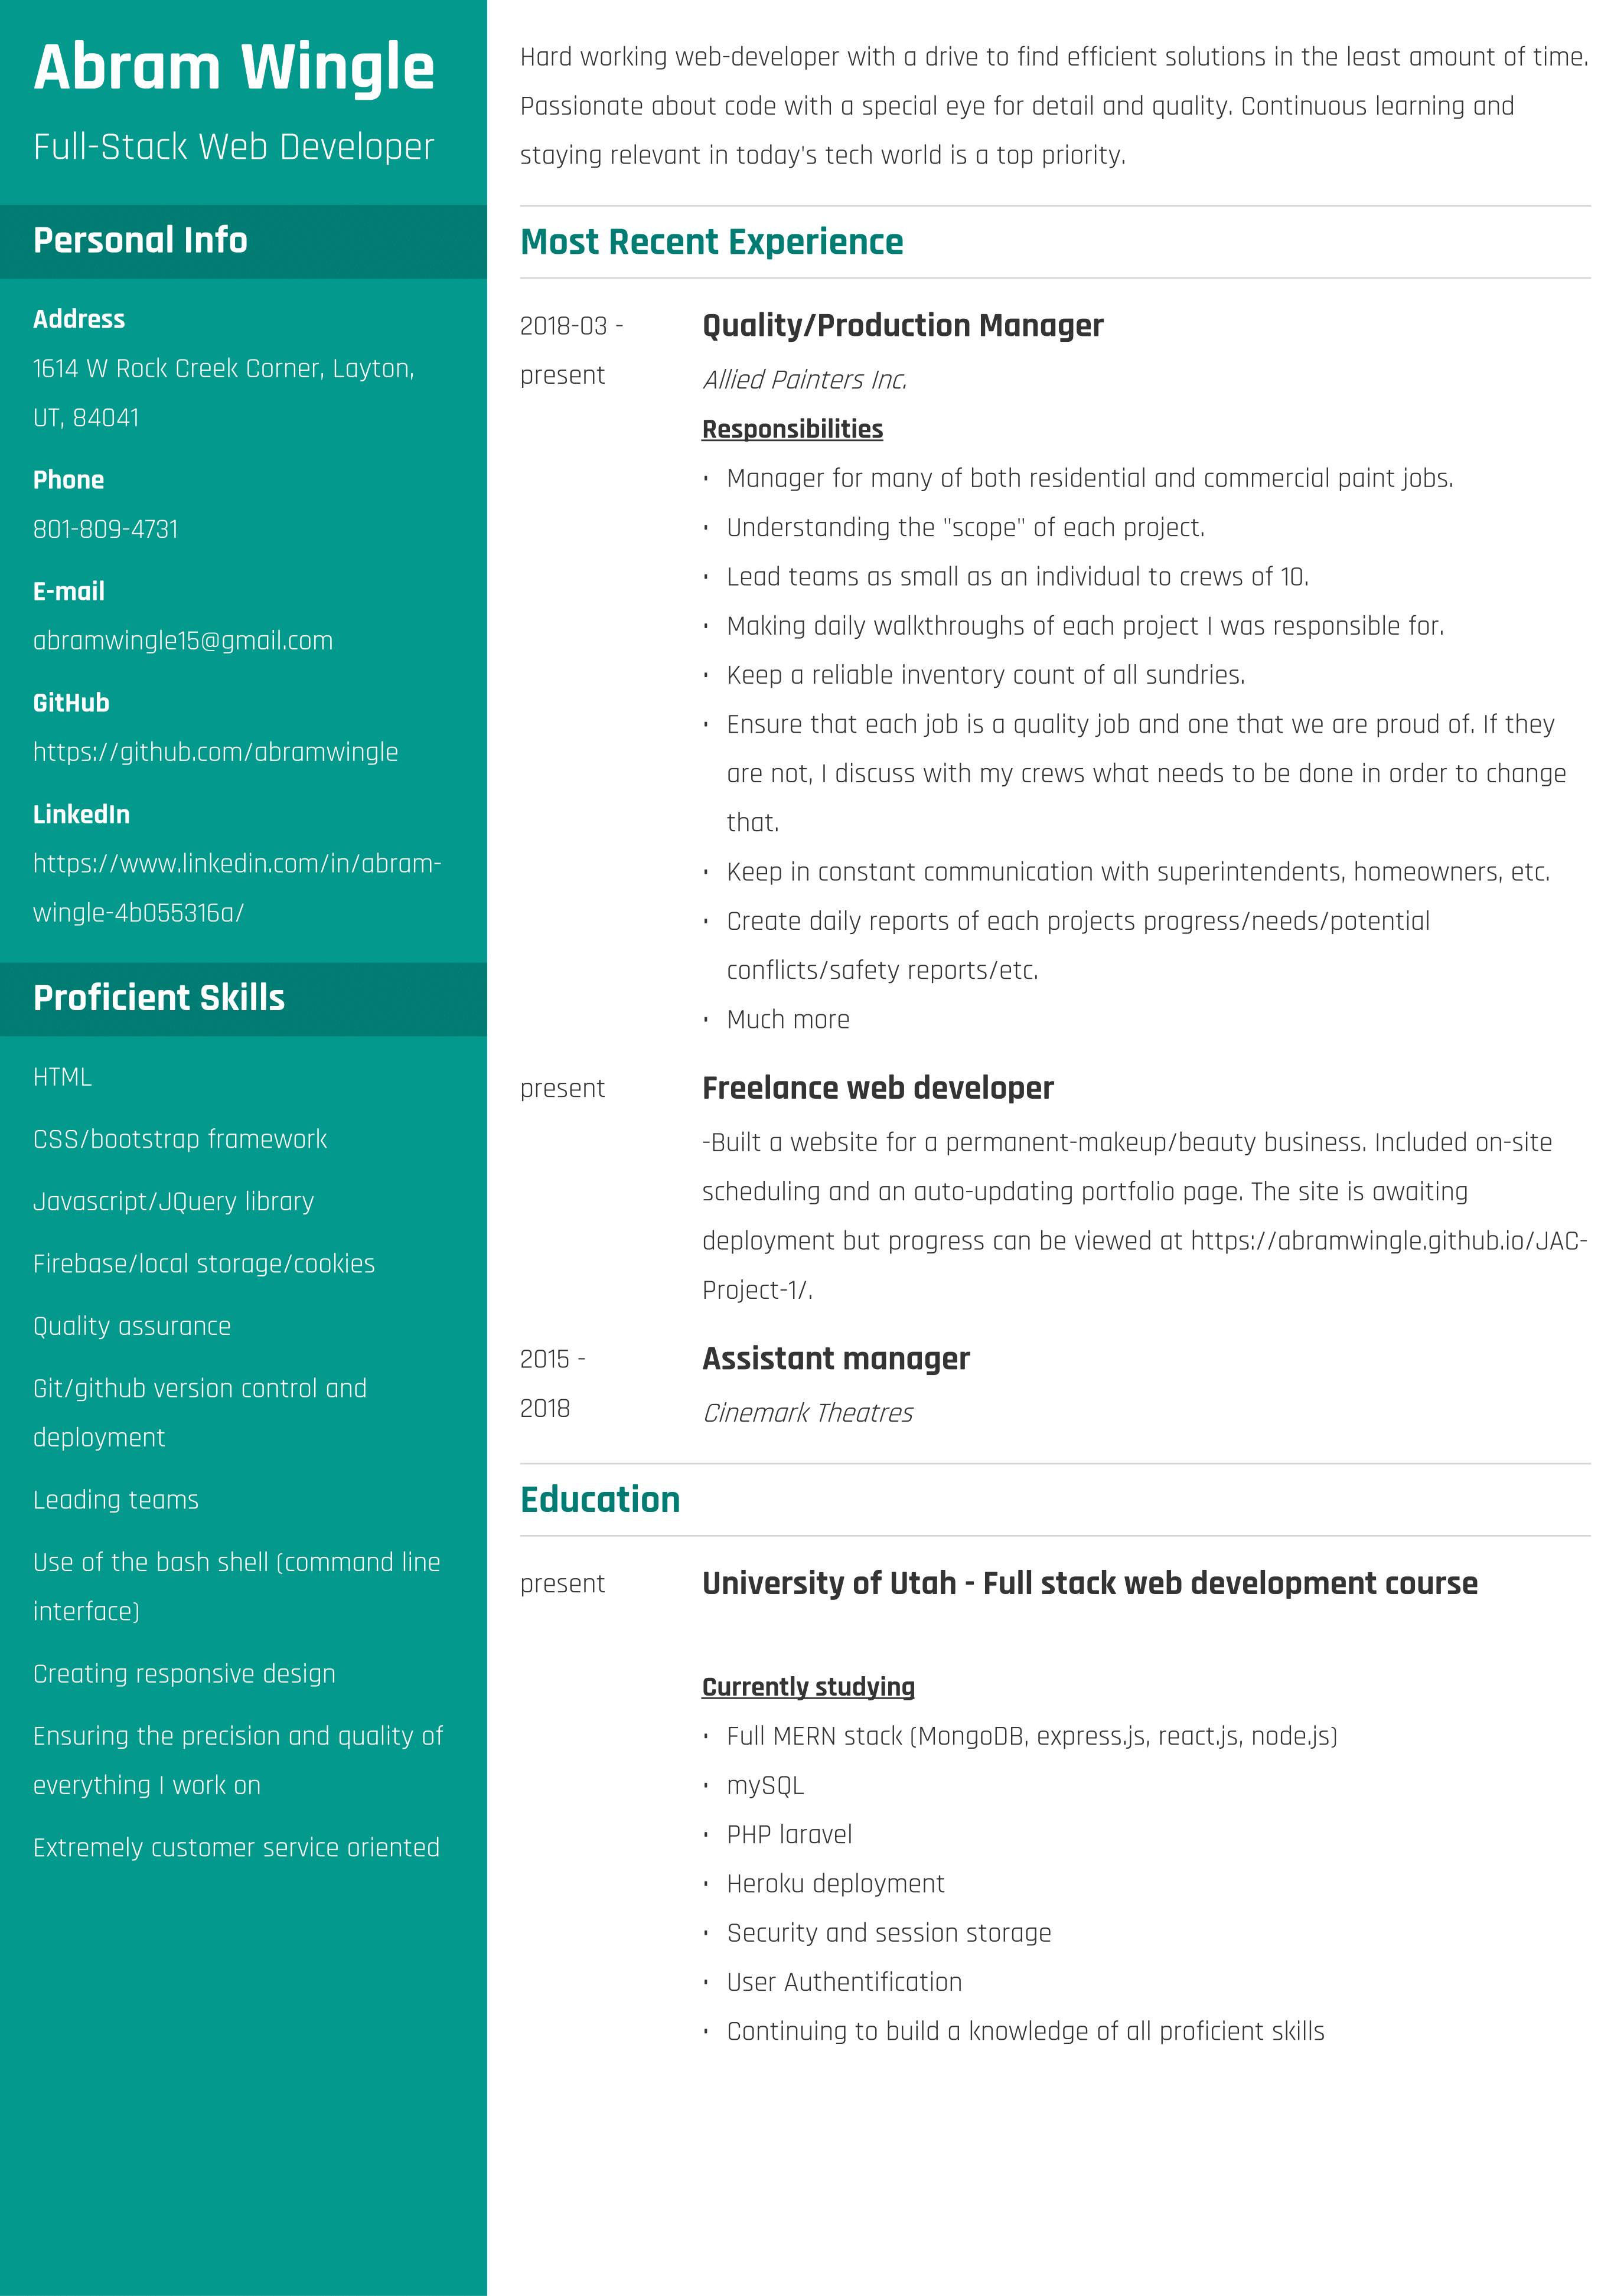 Abram Wingle
Full-Stack Web Developer
Personal Info
Address
1614 W Rock Creek Corner, Layton,
UT, 84041
Phone
801-809-4731
E-mail
abramwingle15@gmail.com
GitHub
https://github.com/abramwingle
LinkedIn
https://www.linkedin.com/in/abram-
wingle-4b055316a/
Proficient Skills
HTML
CSS/bootstrap framework
Javascript/JQuery library
Firebase/local storage/cookies
Quality assurance
Git/github version control and
deployment
Leading teams
Use of the bash shell (command line
interface)
Creating responsive design
Ensuring the precision and quality of
everything I work on
Extremely customer service oriented
Hard working web-developer with a drive to find efficient solutions in the least amount of time.
Passionate about code with a special eye for detail and quality. Continuous learning and
staying relevant in today's tech world is a top priority.
Most Recent Experience
2018-03 -
present
Quality/Production Manager
Allied Painters Inc.
Responsibilities
• Manager for many of both residential and commercial paint jobs.
• Understanding the "scope" of each project.
• Lead teams as small as an individual to crews of 10.
• Making daily walkthroughs of each project I was responsible for.
• Keep a reliable inventory count of all sundries.
• Ensure that each job is a quality job and one that we are proud of. If they
are not, I discuss with my crews what needs to be done in order to change
that.
• Keep in constant communication with superintendents, homeowners, etc.
• Create daily reports of each projects progress/needs/potential
conflicts/safety reports/etc.
• Much more
present
Freelance web developer
-Built a website for a permanent-makeup/beauty business. Included on-site
scheduling and an auto-updating portfolio page. The site is awaiting
deployment but progress can be viewed at https://abramwingle.github.io/JAC-
Project-1/.
2015 -
2018
Assistant manager
Cinemark Theatres
Education
present
University of Utah - Full stack web development course
Currently studying
• Full MERN stack (MongoDB, express.js, react.js, node.js)
• mySQL
• PHP laravel
• Heroku deployment
• Security and session storage
• User Authentification
• Continuing to build a knowledge of all proficient skills